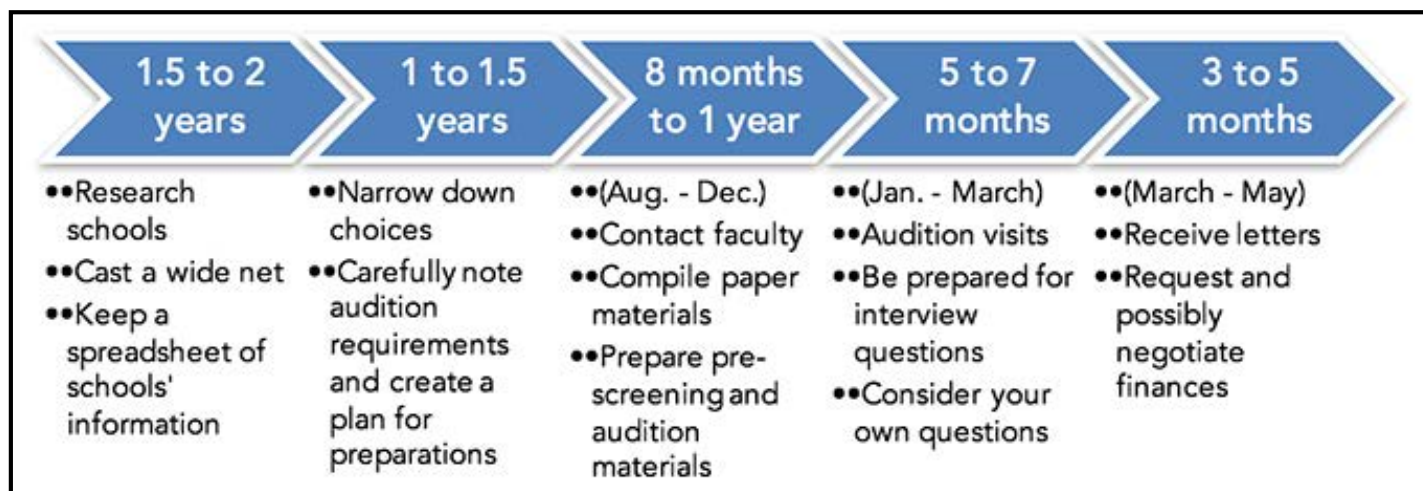 1.5 to 2
years
1 to 1.5
years
8 months
to 1 year
5 to 7
months
3 to 5
months
••Research
schools
••Cast a wide net
••Keep a
spreadsheet of
schools'
information
••Narrow down
choices
••Carefully note
audition
requirements
and create a
plan for
preparations
••(Aug. - Dec.)
••Contact faculty
••Compile paper
materials
••Prepare pre-
screening and
audition
materials
••(Jan. - March)
••Audition visits
••Be prepared for
interview
questions
••Consider your
own questions
••(March - May)
••Receive letters
••Request and
possibly
negotiate
finances